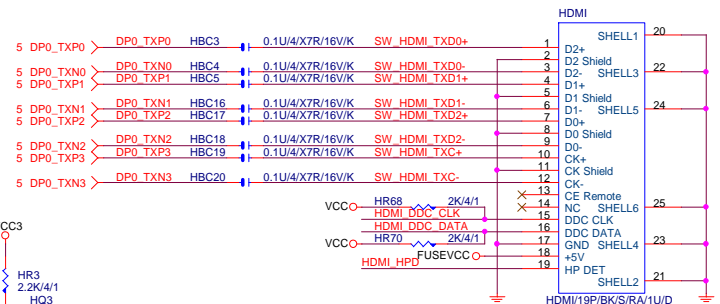 HDMI
5 DP0_TXP0 DP0_TXP0 HBC3 0.1U/4/X7R/16V/K SW_HDMI_TXD0+ 1 D2+ SHELL1 20
2 D2 Shield
5 DP0_TXN0 DP0_TXN0 HBC4 0.1U/4/X7R/16V/K SW_HDMI_TXD0- 3 D2- SHELL3 22
5 DP0_TXP1 DP0_TXP1 HBC5 0.1U/4/X7R/16V/K SW_HDMI_TXD1+ 4 D1+
5 D1 Shield
5 DP0_TXN1 DP0_TXN1 HBC16 0.1U/4/X7R/16V/K SW_HDMI_TXD1- 6 D1- SHELL5 24
5 DP0_TXP2 DP0_TXP2 HBC17 0.1U/4/X7R/16V/K SW_HDMI_TXD2+ 7 D0+
8 D0 Shield
5 DP0_TXN2 DP0_TXN2 HBC18 0.1U/4/X7R/16V/K SW_HDMI_TXD2- 9 D0-
5 DP0_TXP3 DP0_TXP3 HBC19 0.1U/4/X7R/16V/K SW_HDMI_TXC+ 10 CK+
11 CK Shield
5 DP0_TXN3 DP0_TXN3 HBC20 0.1U/4/X7R/16V/K SW_HDMI_TXC- 12 CK-
13 CE Remote
VCC HR68 2K/4/1 14 NC SHELL6 25
HDMI_DDC_CLK 15 DDC CLK
HDMI_DDC_DATA 16 DDC DATA
VCC HR70 2K/4/1 17 GND SHELL4 23
FUSEVCC 18 +5V
HDMI_HPD 19 HP DET
SHELL2 21
HDMI/19P/BK/S/RA/1U/D
CC3
HR3
2.2K/4/1
HQ3